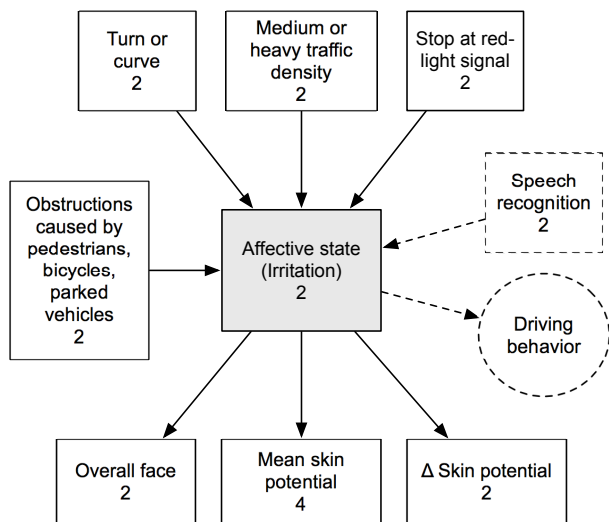 Turn or
curve
2
Medium or
heavy traffic
density
2
Stop at red-
light signal
2
Obstructions
caused by
pedestrians,
bicycles,
parked
vehicles
2
Affective state
(Irritation)
2
Speech
recognition
2
Driving
behavior
Overall face
2
Mean skin
potential
4
Δ Skin potential
2